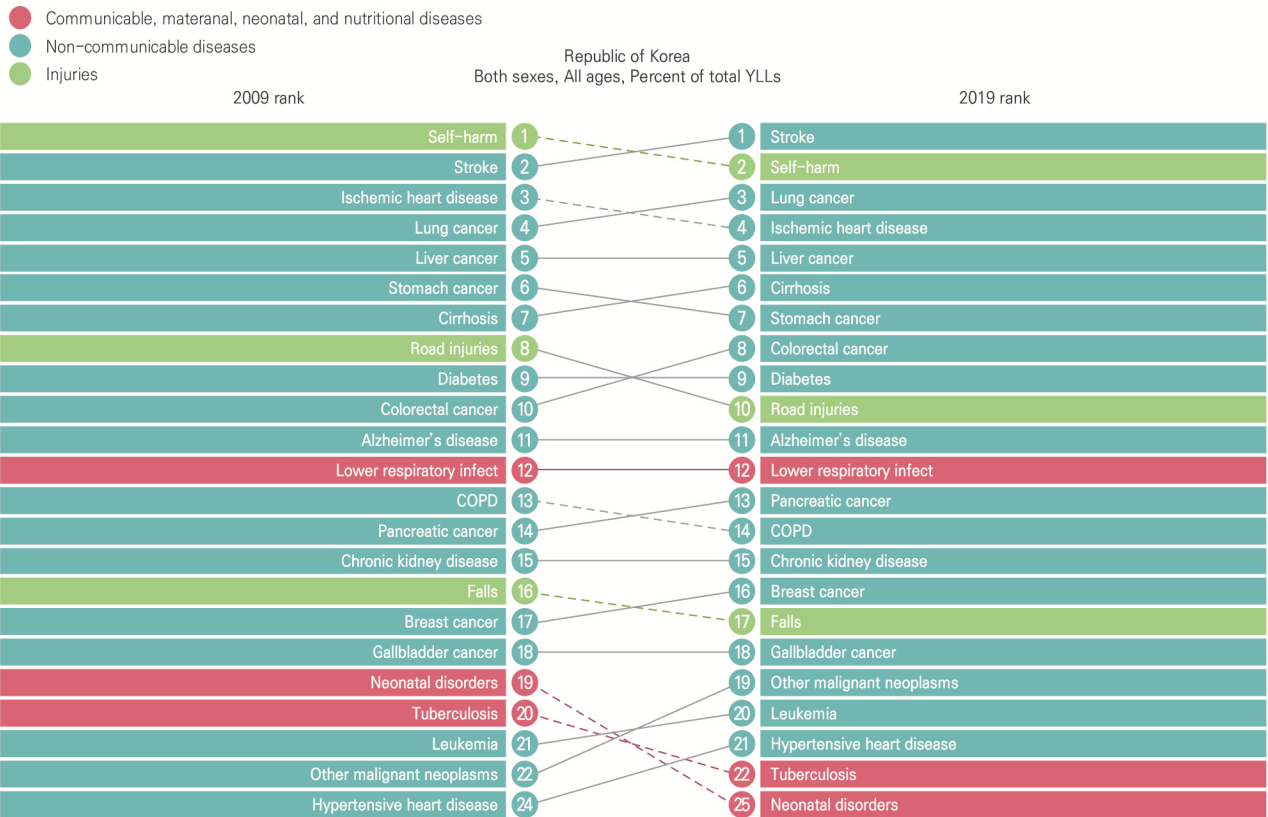 Communicable, materanal, neonatal, and nutritional diseases
Non-communicable diseases
Injuries
Republic of Korea
Both sexes, All ages, Percent of total YLLs
2009 rank
2019 rank
Self-harm 1 1 Stroke
Stroke 2 2 Self-harm
Ischemic heart disease 3 3 Lung cancer
Lung cancer 4 4 Ischemic heart disease
Liver cancer 5 5 Liver cancer
Stomach cancer 6 6 Cirrhosis
Cirrhosis 7 7 Stomach cancer
Road injuries 8 8 Colorectal cancer
Diabetes 9 9 Diabetes
Colorectal cancer 10 10 Road injuries
Alzheimer's disease 11 11 Alzheimer's disease
Lower respiratory infect 12 12 Lower respiratory infect
COPD 13 13 Pancreatic cancer
Pancreatic cancer 14 14 COPD
Chronic kidney disease 15 15 Chronic kidney disease
Falls 16 16 Breast cancer
Breast cancer 17 17 Falls
Gallbladder cancer 18 18 Gallbladder cancer
Neonatal disorders 19 19 Other malignant neoplasms
Tuberculosis 20 20 Leukemia
Leukemia 21 21 Hypertensive heart disease
Other malignant neoplasms 22 22 Tuberculosis
Hypertensive heart disease 24 25 Neonatal disorders